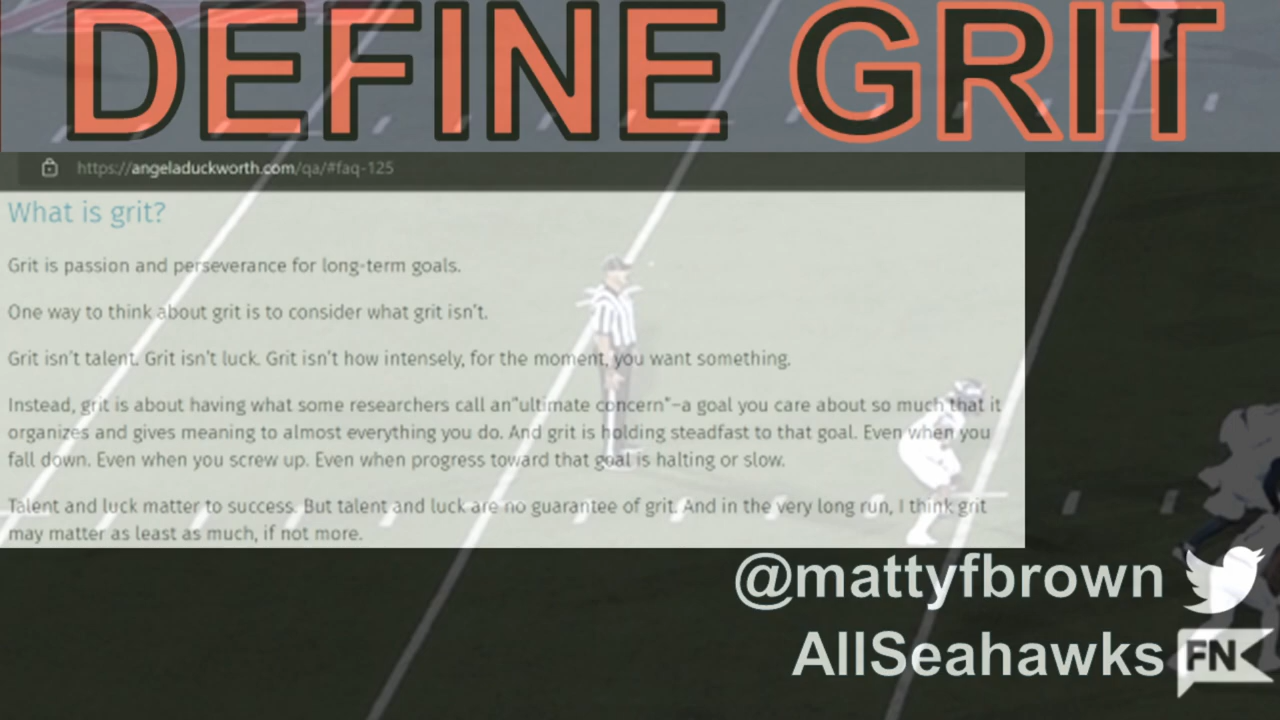 DEFINE GRIT
https://angeladuckworth.com/qa/#faq-125
What is grit?
Grit is passion and perseverance for long-term goals.
One way to think about grit is to consider what grit isn't.
Grit isn't talent. Grit isn't luck. Grit isn't how intensely, for the moment, you want something.
Instead, grit is about having what some researchers call an"ultimate concern"–a goal you care about so much that it
organizes and gives meaning to almost everything you do. And grit is holding steadfast to that goal. Even when you
fall down. Even when you screw up. Even when progress toward that goal is halting or slow.
Talent and luck matter to success. But talent and luck are no guarantee of grit. And in the very long run, I think grit
may matter as least as much, if not more.
@mattyfbrown
AllSeahawks FN